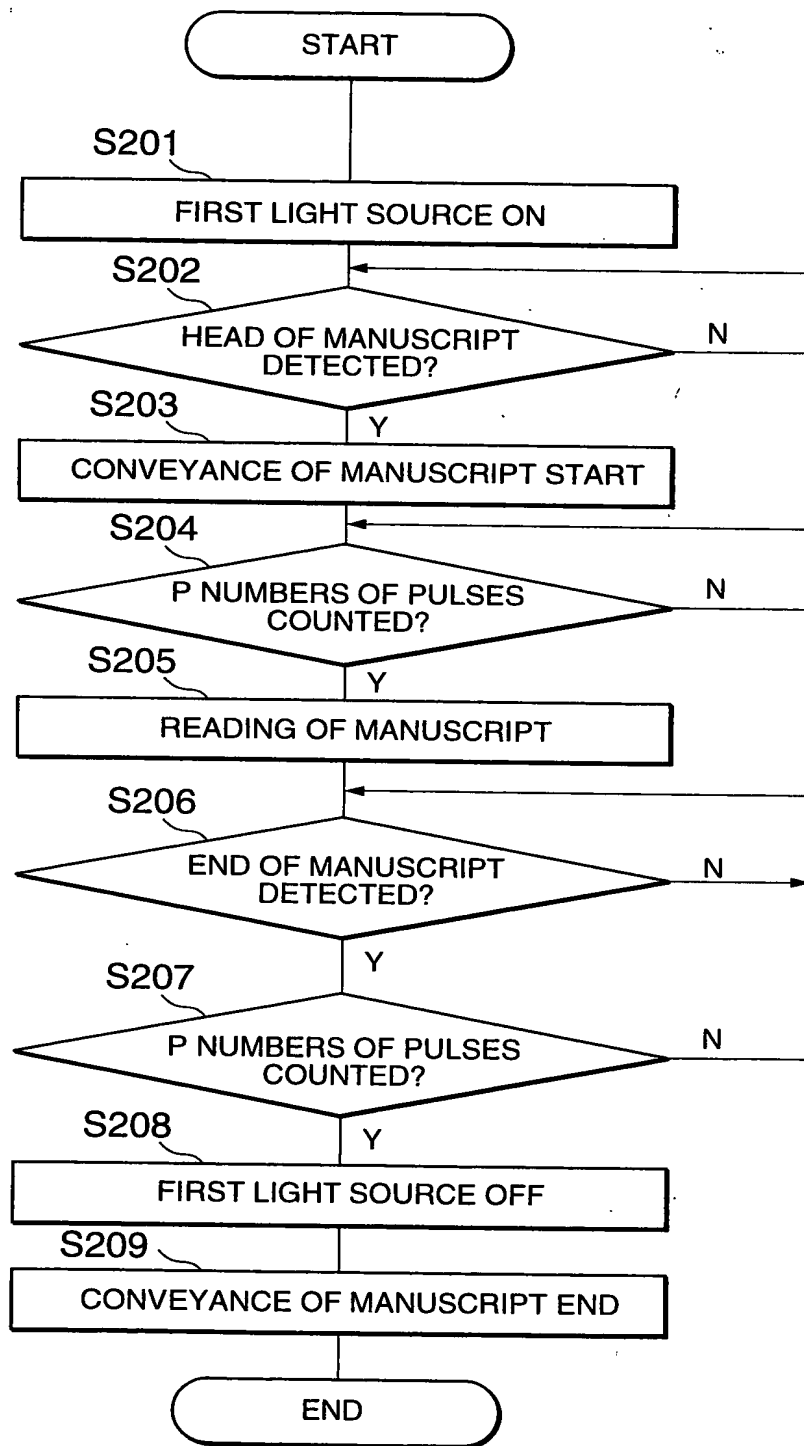 START
S201
FIRST LIGHT SOURCE ON
S202
HEAD OF MANUSCRIPT
DETECTED?
N
Y
S203
CONVEYANCE OF MANUSCRIPT START
S204
P NUMBERS OF PULSES
COUNTED?
N
Y
S205
READING OF MANUSCRIPT
S206
END OF MANUSCRIPT
DETECTED?
N
Y
S207
P NUMBERS OF PULSES
COUNTED?
N
Y
S208
FIRST LIGHT SOURCE OFF
S209
CONVEYANCE OF MANUSCRIPT END
END